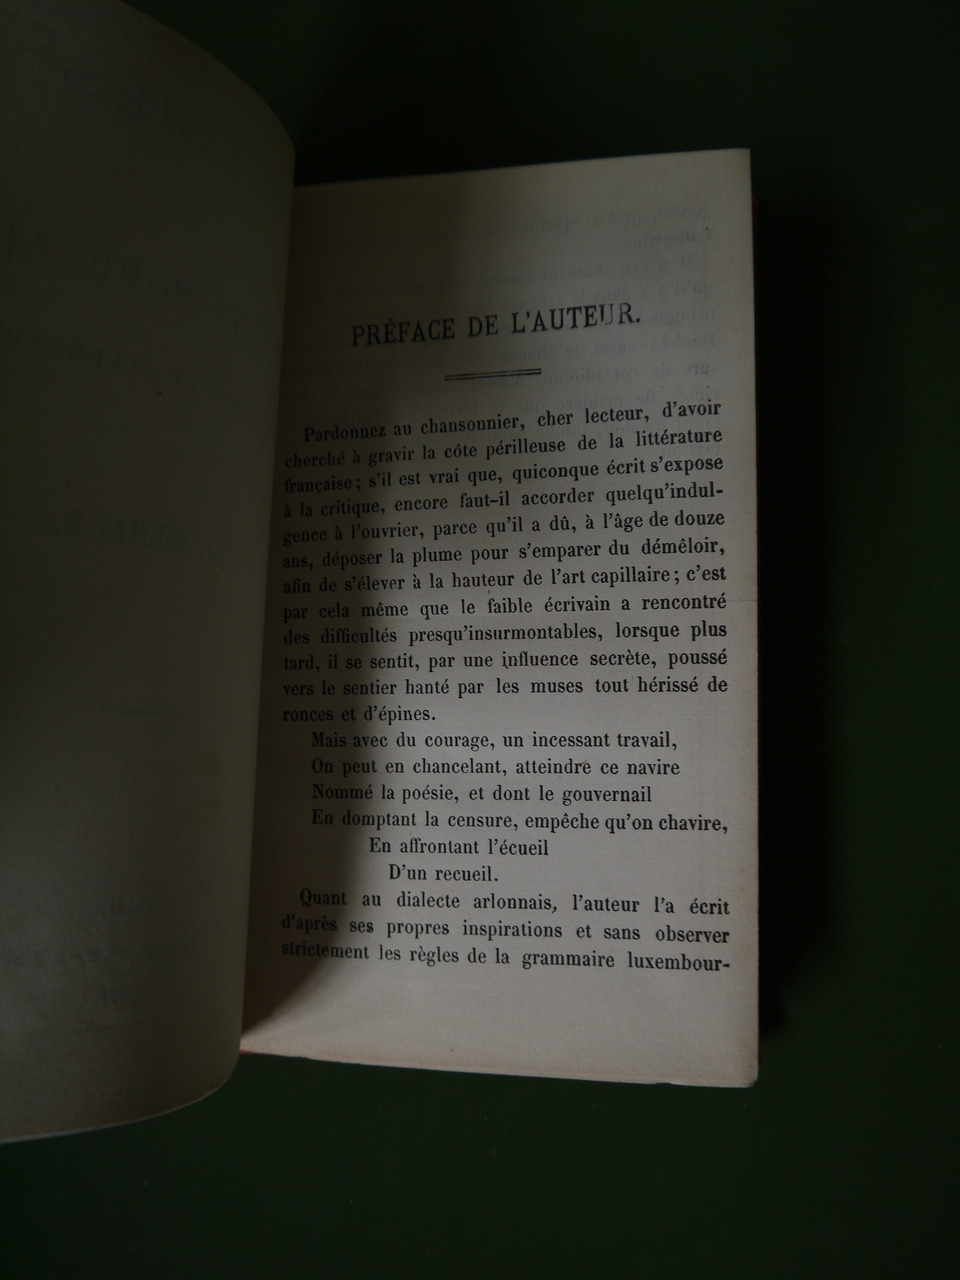 PRÉFACE DE L'AUTEUR.
Pardonnez au chansonnier, cher lecteur, d'avoir
cherché à gravir la côte périlleuse de la littérature
française ; s'il est vrai que, quiconque écrit s'expose
à la critique, encore faut-il accorder quelqu'indul-
gence à l'ouvrier, parce qu'il a dû, à l'âge de douze
ans, déposer la plume pour s'emparer du démêloir,
afin de s'élever à la hauteur de l'art capillaire ; c'est
par cela même que le faible écrivain a rencontré
des difficultés presqu'insurmontables, lorsque plus
tard, il se sentit, par une influence secrète, poussé
vers le sentier hanté par les muses tout hérissé de
ronces et d'épines.
Mais avec du courage, un incessant travail,
On peut en chancelant, atteindre ce navire
Nommé la poésie, et dont le gouvernail
En domptant la censure, empêche qu'on chavire,
En affrontant l'écueil
D'un recueil.
Quant au dialecte arlonnais, l'auteur l'a écrit
d'après ses propres inspirations et sans observer
strictement les règles de la grammaire luxembour-